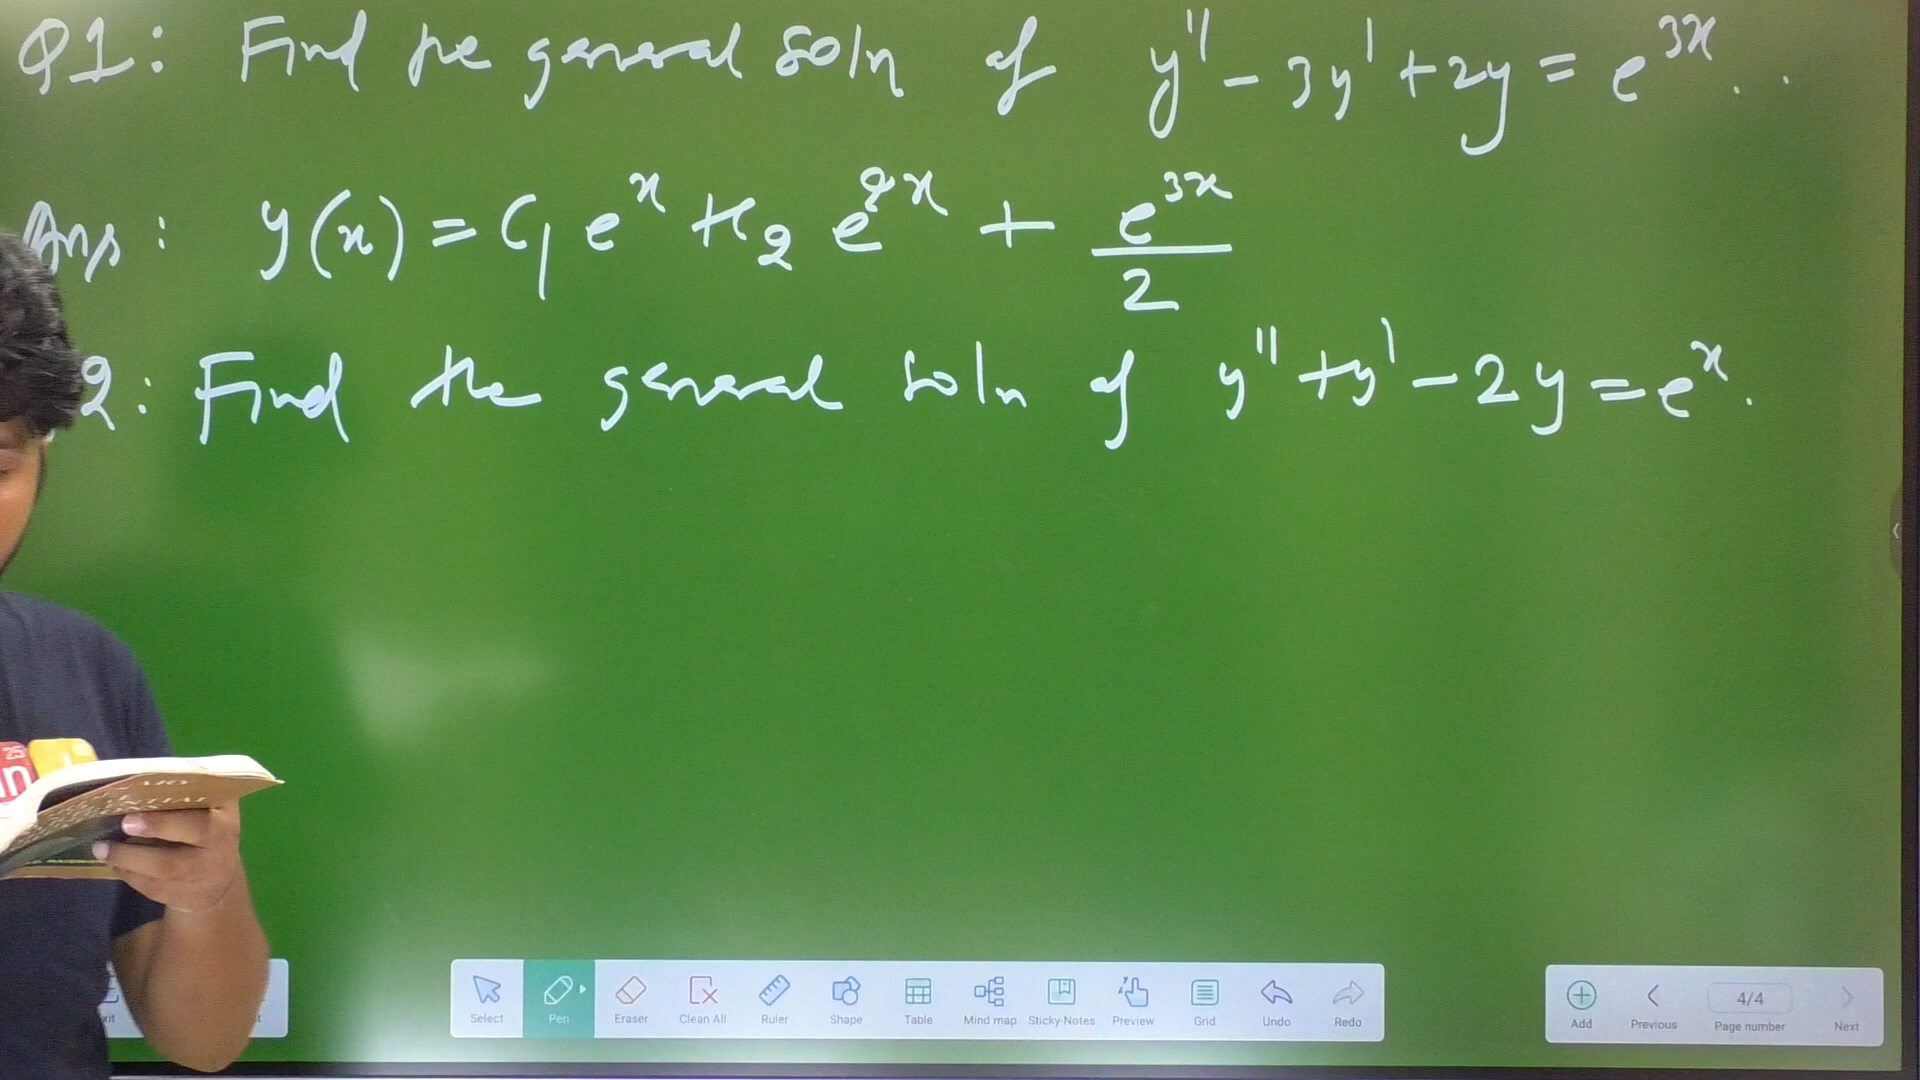 Q1: Find the general soln of y'' - 3y' + 2y = e^{3x} . .
Ans: y(x) = c₁ e^x + c₂ e^{2x} + e^{3x}/2
2: Find the general soln of y'' + y' - 2y = e^x.
25
n
Select Pen Eraser Clean All Ruler Shape Table Mind map Sticky-Notes Preview Grid Undo Redo
Add Previous 4/4 Page number Next